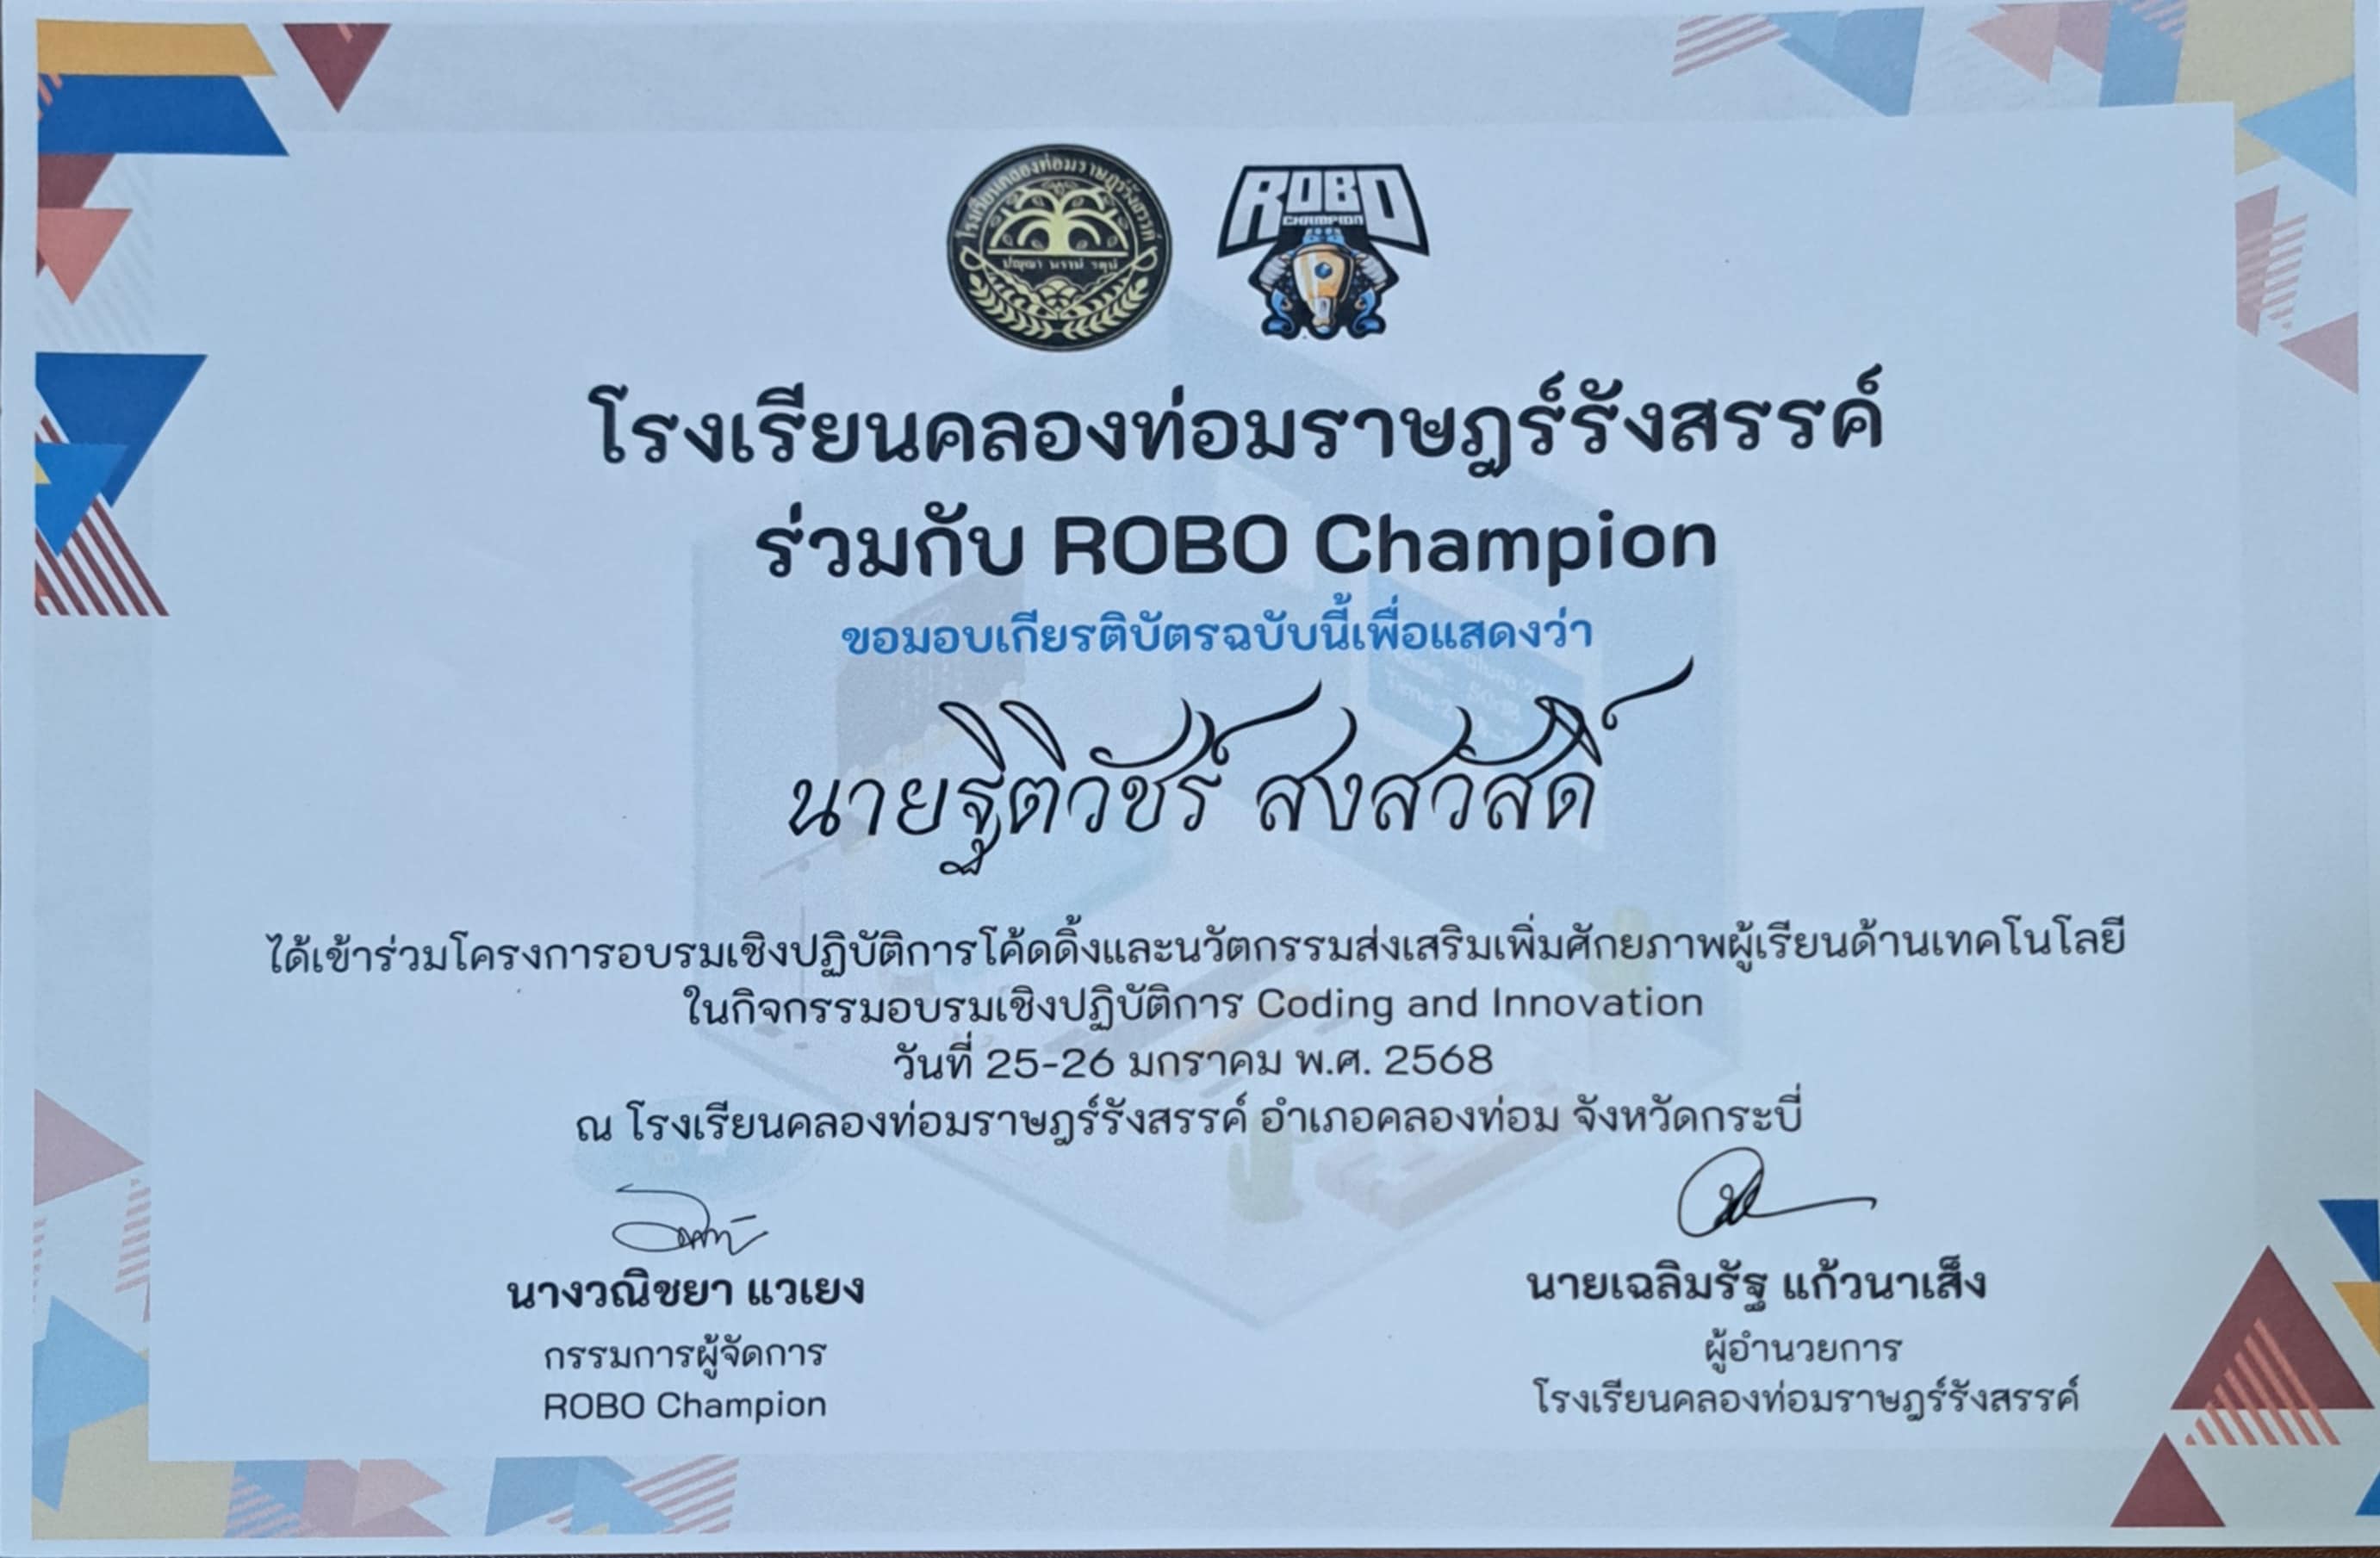 โรงเรียนคลองท่อมราษฎร์รังสรรค์
ปญฺญา นรานํ รตนํ
ROBO
CHAMPION
โรงเรียนคลองท่อมราษฎร์รังสรรค์
ร่วมกับ ROBO Champion
ขอมอบเกียรติบัตรฉบับนี้เพื่อแสดงว่า
นายฐิติวัชร์ สงสวัสดิ์
ได้เข้าร่วมโครงการอบรมเชิงปฏิบัติการโค้ดดิ้งและนวัตกรรมส่งเสริมเพิ่มศักยภาพผู้เรียนด้านเทคโนโลยี
ในกิจกรรมอบรมเชิงปฏิบัติการ Coding and Innovation
วันที่ 25-26 มกราคม พ.ศ. 2568
ณ โรงเรียนคลองท่อมราษฎร์รังสรรค์ อำเภอคลองท่อม จังหวัดกระบี่
นางวณิชยา แวเยง
กรรมการผู้จัดการ
ROBO Champion
นายเฉลิมรัฐ แก้วนาเส็ง
ผู้อำนวยการ
โรงเรียนคลองท่อมราษฎร์รังสรรค์